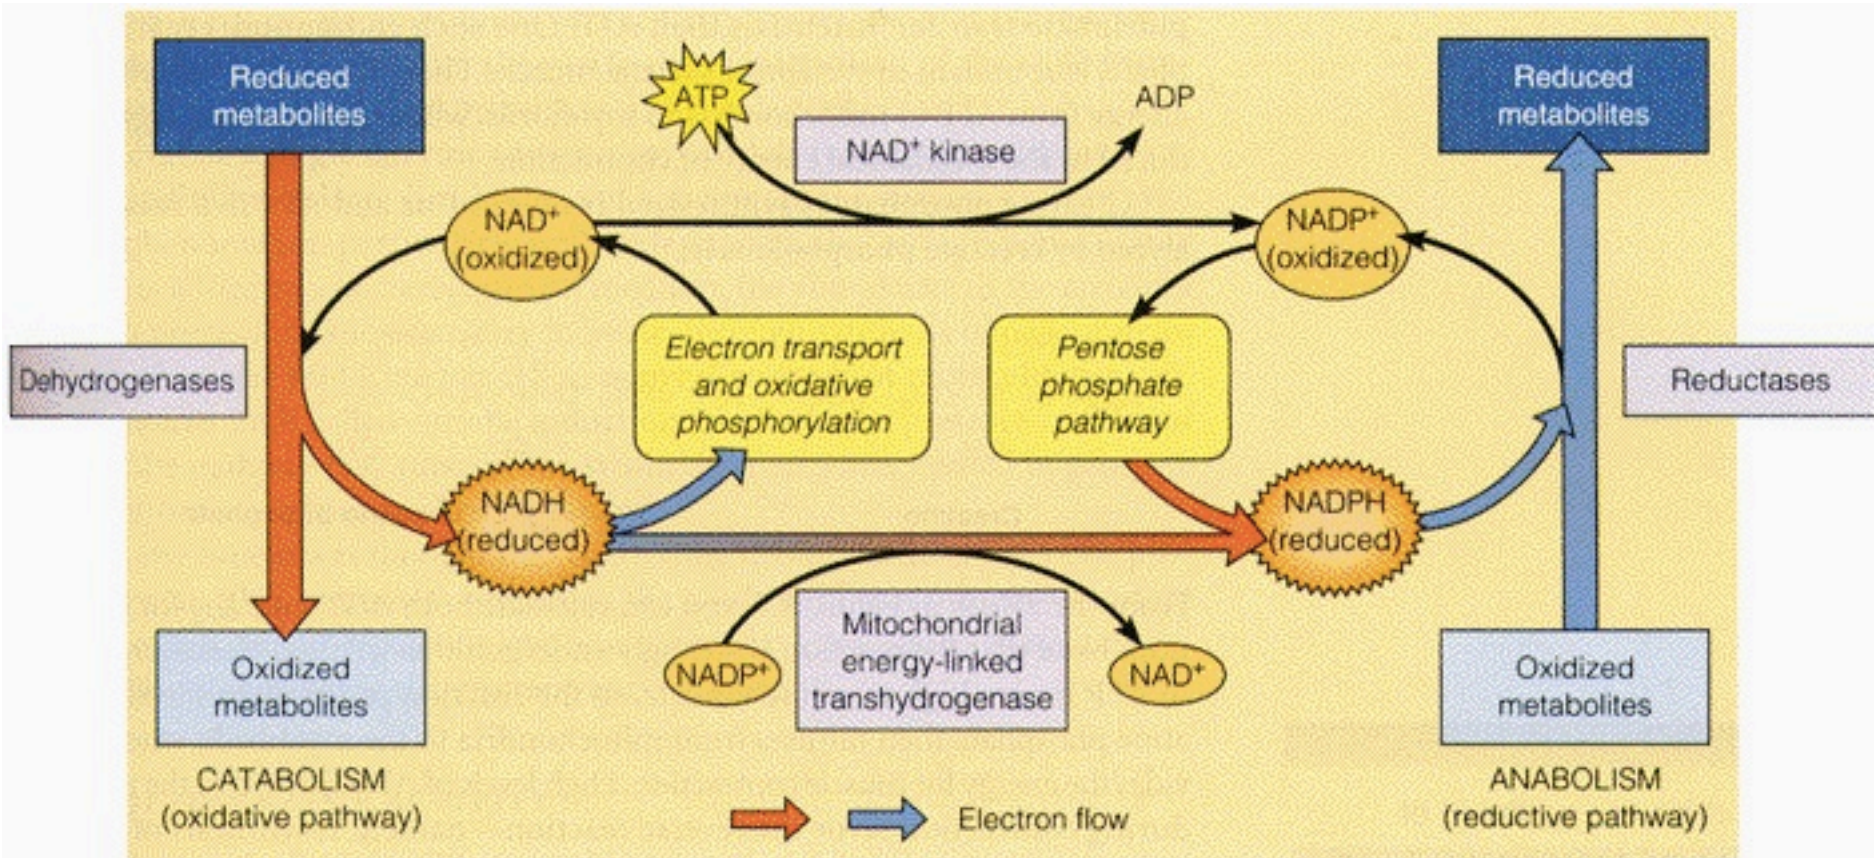 Reduced
metabolites
ATP
ADP
NAD⁺ kinase
Reduced
metabolites
NAD⁺
(oxidized)
NADP⁺
(oxidized)
Dehydrogenases
Electron transport
and oxidative
phosphorylation
Pentose
phosphate
pathway
Reductases
NADH
(reduced)
NADPH
(reduced)
Oxidized
metabolites
NADP⁺
Mitochondrial
energy-linked
transhydrogenase
NAD⁺
Oxidized
metabolites
CATABOLISM
(oxidative pathway)
Electron flow
ANABOLISM
(reductive pathway)